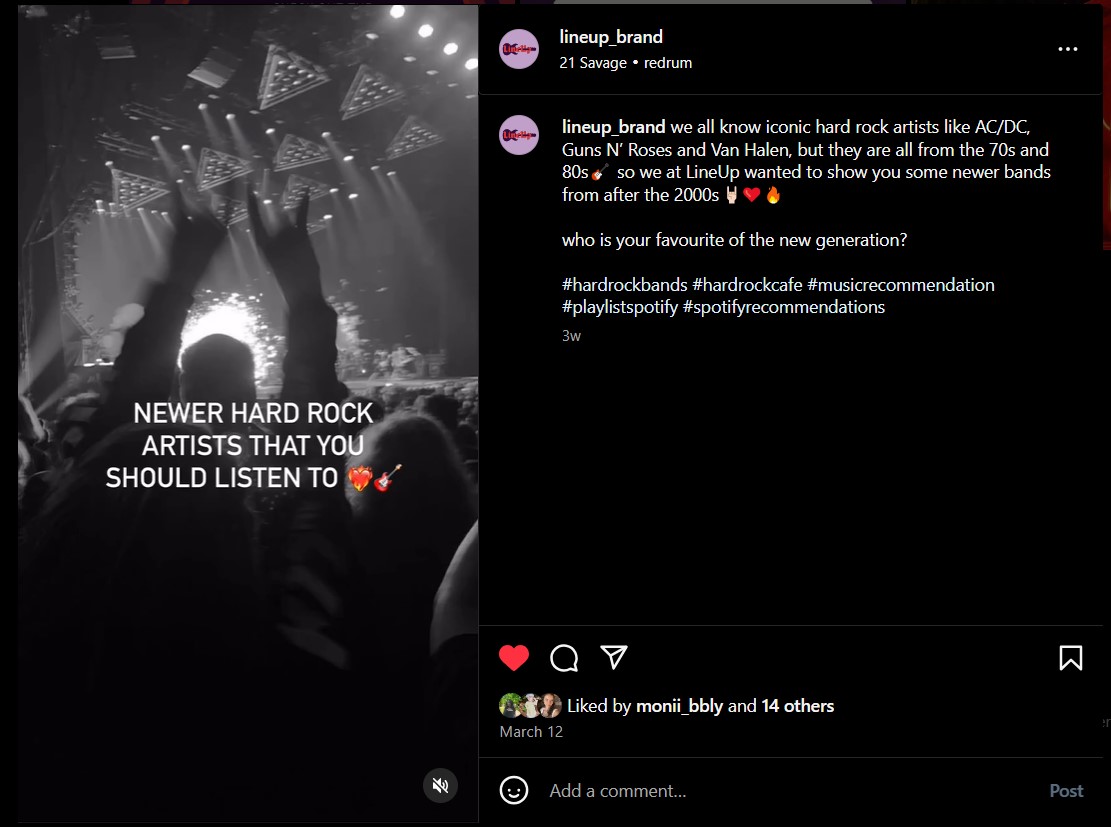 lineup_brand
21 Savage • redrum
lineup_brand we all know iconic hard rock artists like AC/DC,
Guns N’ Roses and Van Halen, but they are all from the 70s and
80s🎸 so we at LineUp wanted to show you some newer bands
from after the 2000s 🤘🏻❤️🔥
who is your favourite of the new generation?
#hardrockbands #hardrockcafe #musicrecommendation
#playlistspotify #spotifyrecommendations
3w
NEWER HARD ROCK
ARTISTS THAT YOU
SHOULD LISTEN TO ❤️‍🔥🎸
Liked by monii_bbly and 14 others
March 12
Add a comment...
Post